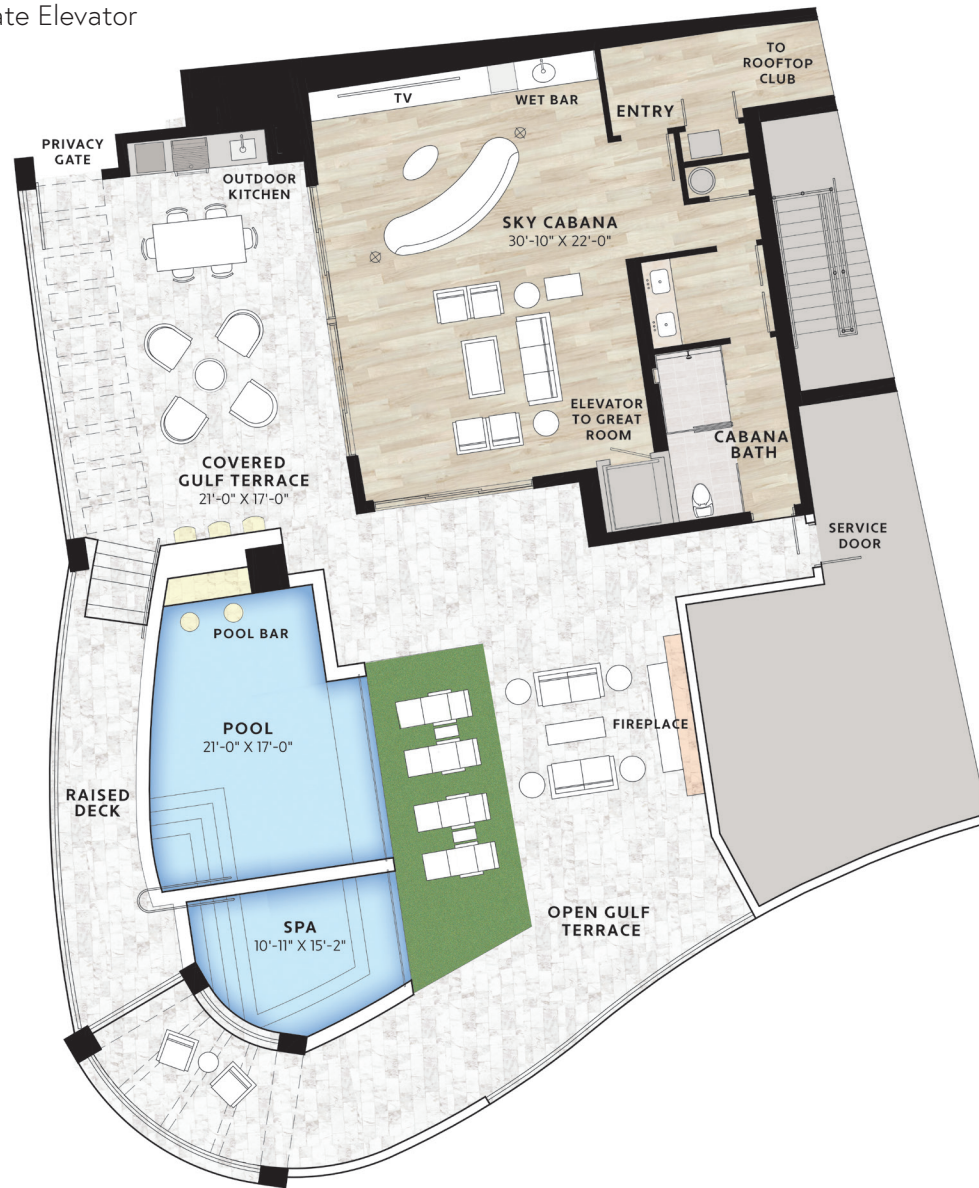 ate Elevator
TO
ROOFTOP
CLUB
TV
WET BAR
ENTRY
PRIVACY
GATE
OUTDOOR
KITCHEN
SKY CABANA
30'-10" X 22'-0"
ELEVATOR
TO GREAT
ROOM
CABANA
BATH
COVERED
GULF TERRACE
21'-0" X 17'-0"
SERVICE
DOOR
POOL BAR
POOL
21'-0" X 17'-0"
FIREPLACE
RAISED
DECK
SPA
10'-11" X 15'-2"
OPEN GULF
TERRACE